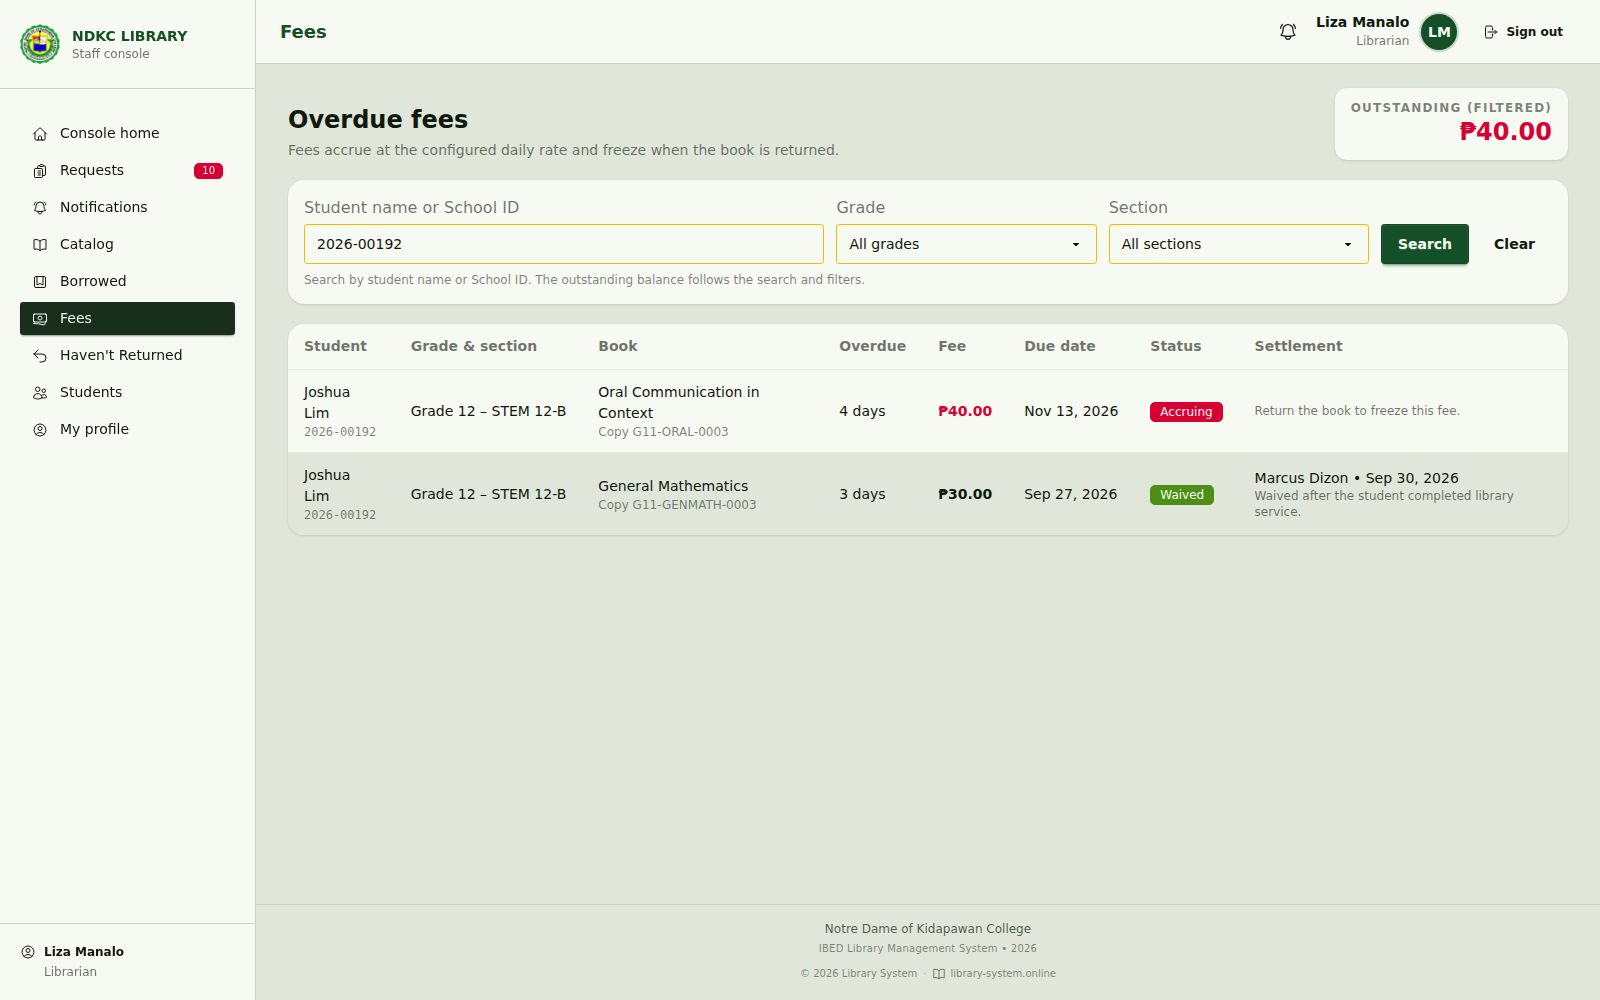 NDKC LIBRARY
Staff console
Console home
Requests 10
Notifications
Catalog
Borrowed
Fees
Haven't Returned
Students
My profile
Liza Manalo
Librarian
Fees
Liza Manalo
Librarian
LM
Sign out
Overdue fees
Fees accrue at the configured daily rate and freeze when the book is returned.
OUTSTANDING (FILTERED)
₱40.00
Student name or School ID
2026-00192
Grade
All grades
Section
All sections
Search
Clear
Search by student name or School ID. The outstanding balance follows the search and filters.
Student Grade & section Book Overdue Fee Due date Status Settlement
Joshua
Lim
2026-00192
Grade 12 – STEM 12-B
Oral Communication in
Context
Copy G11-ORAL-0003
4 days
₱40.00
Nov 13, 2026
Accruing
Return the book to freeze this fee.
Joshua
Lim
2026-00192
Grade 12 – STEM 12-B
General Mathematics
Copy G11-GENMATH-0003
3 days
₱30.00
Sep 27, 2026
Waived
Marcus Dizon • Sep 30, 2026
Waived after the student completed library
service.
Notre Dame of Kidapawan College
IBED Library Management System • 2026
© 2026 Library System · library-system.online